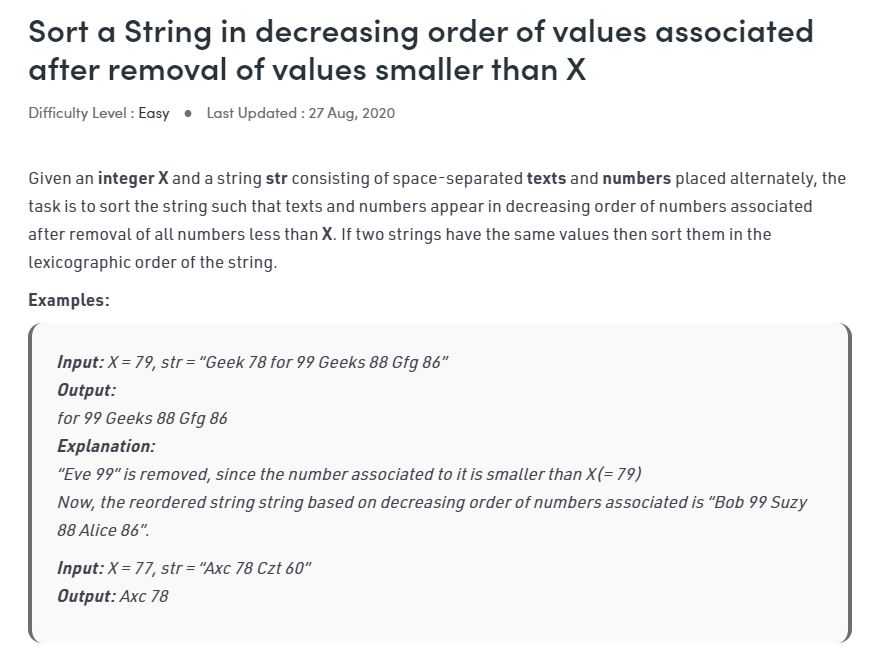 Sort a String in decreasing order of values associated
after removal of values smaller than X
Difficulty Level : Easy ● Last Updated : 27 Aug, 2020
Given an integer X and a string str consisting of space-separated texts and numbers placed alternately, the
task is to sort the string such that texts and numbers appear in decreasing order of numbers associated
after removal of all numbers less than X. If two strings have the same values then sort them in the
lexicographic order of the string.
Examples:
Input: X = 79, str = “Geek 78 for 99 Geeks 88 Gfg 86”
Output:
for 99 Geeks 88 Gfg 86
Explanation:
“Eve 99” is removed, since the number associated to it is smaller than X(= 79)
Now, the reordered string string based on decreasing order of numbers associated is “Bob 99 Suzy
88 Alice 86”.
Input: X = 77, str = “Axc 78 Czt 60”
Output: Axc 78